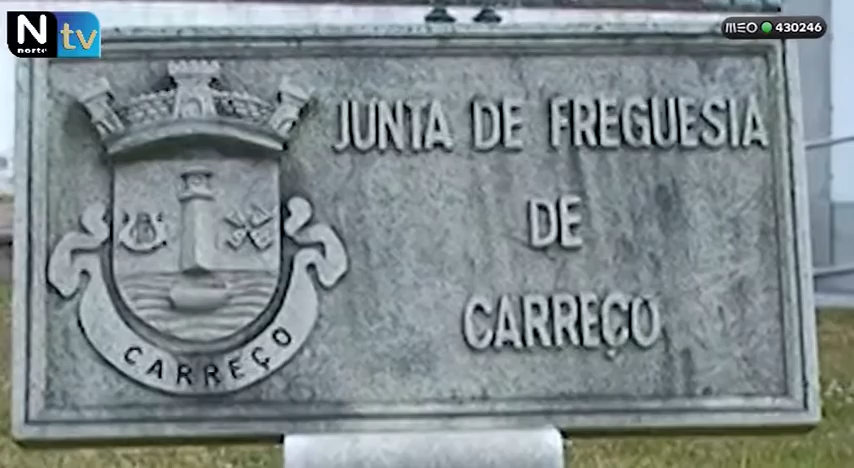 N
norte
tv
MEO 430246
JUNTA DE FREGUESIA
DE
CARREÇO
CARREÇO